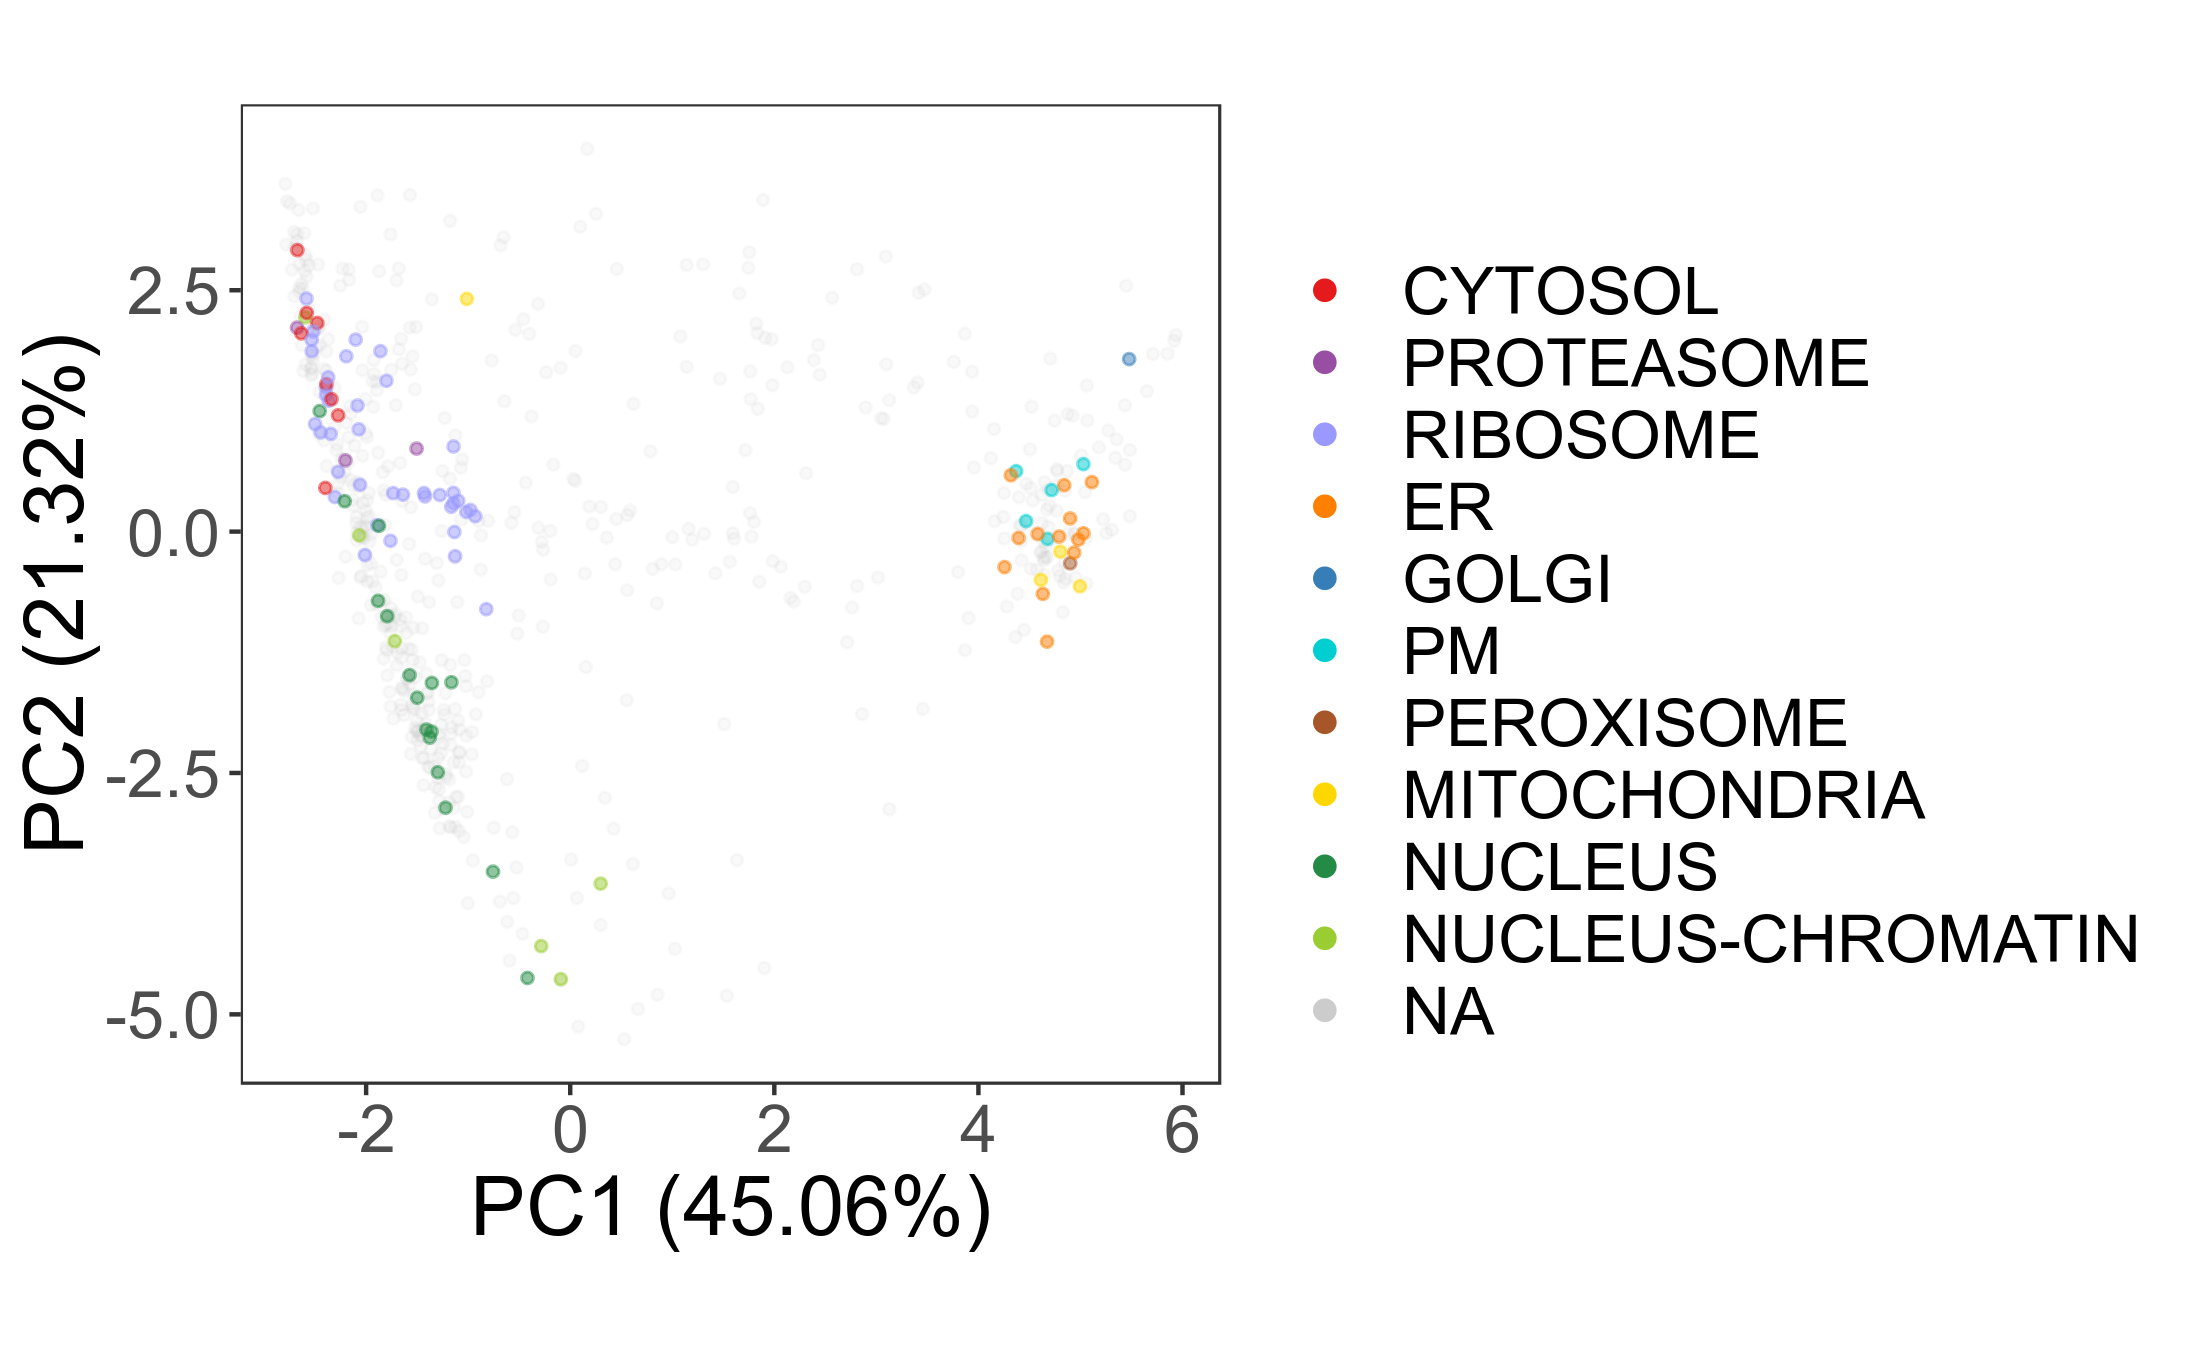 2.5
0.0
-2.5
-5.0
PC2 (21.32%)
-2 0 2 4 6
PC1 (45.06%)
CYTOSOL
PROTEASOME
RIBOSOME
ER
GOLGI
PM
PEROXISOME
MITOCHONDRIA
NUCLEUS
NUCLEUS-CHROMATIN
NA